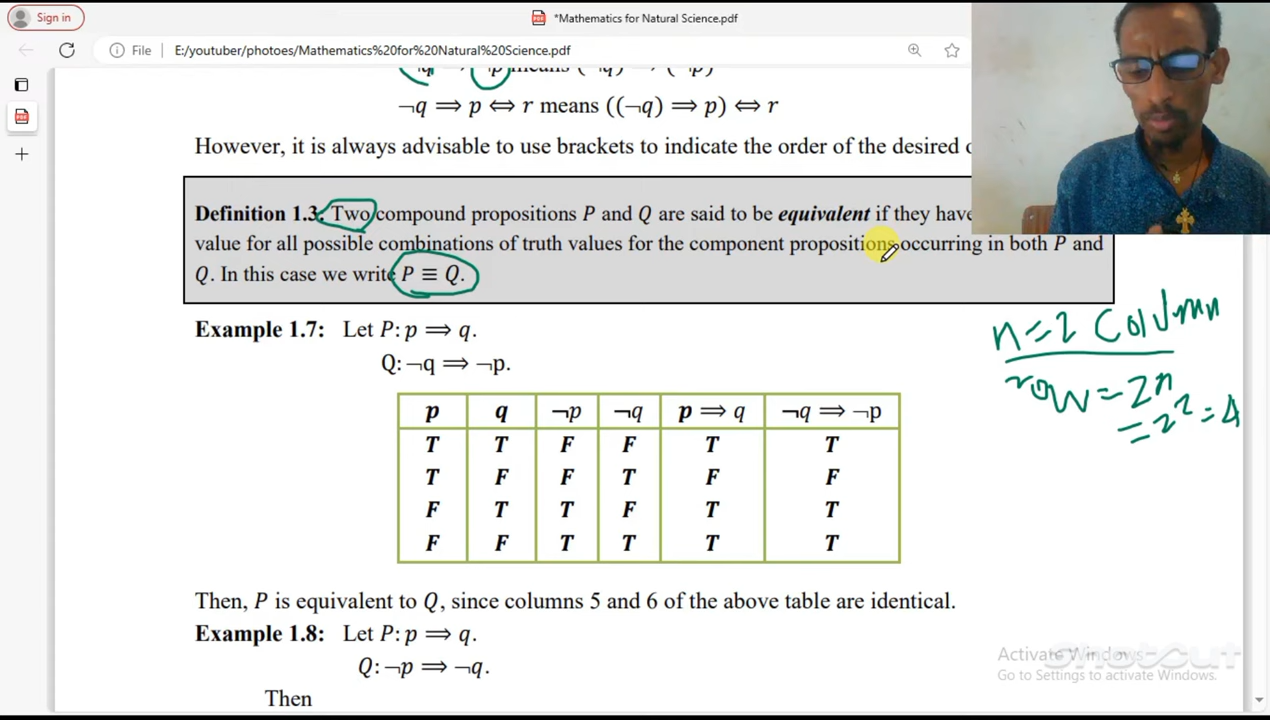 Sign in
*Mathematics for Natural Science.pdf
File E:/youtuber/photoes/Mathematics%20for%20Natural%20Science.pdf
means
¬q ⟹ p ⟺ r means ((¬q) ⟹ p) ⟺ r
However, it is always advisable to use brackets to indicate the order of the desired
Definition 1.3: Two compound propositions P and Q are said to be equivalent if they have
value for all possible combinations of truth values for the component propositions occurring in both P and
Q. In this case we write P ≡ Q.
Example 1.7: Let P: p ⟹ q.
Q: ¬q ⟹ ¬p.
n=2 Column
row = 2n
= 2² = 4
p q ¬p ¬q p ⟹ q ¬q ⟹ ¬p
T T F F T T
T F F T F F
F T T F T T
F F T T T T
Then, P is equivalent to Q, since columns 5 and 6 of the above table are identical.
Example 1.8: Let P: p ⟹ q.
Q: ¬p ⟹ ¬q.
Then
Activate Windows
Go to Settings to activate Windows.
shotcut